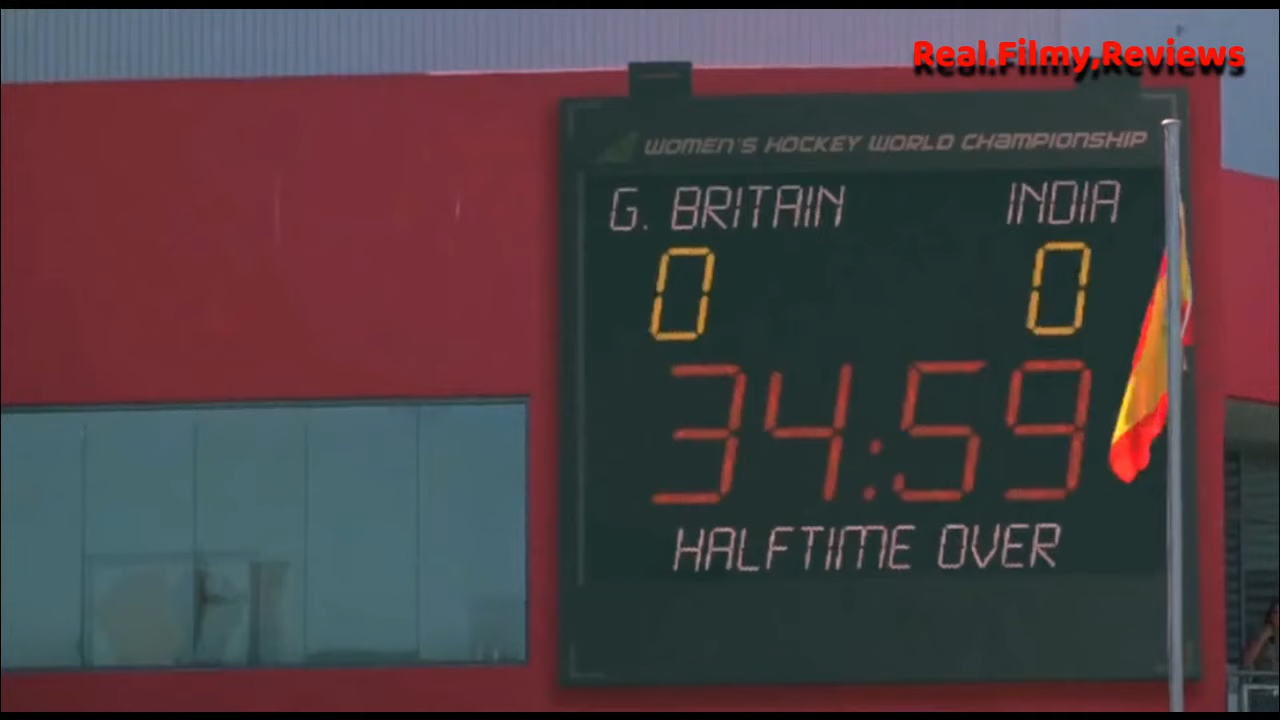 Real.Filmy,Reviews
WOMEN'S HOCKEY WORLD CHAMPIONSHIP
G. BRITAIN INDIA
0 0
34:59
HALFTIME OVER